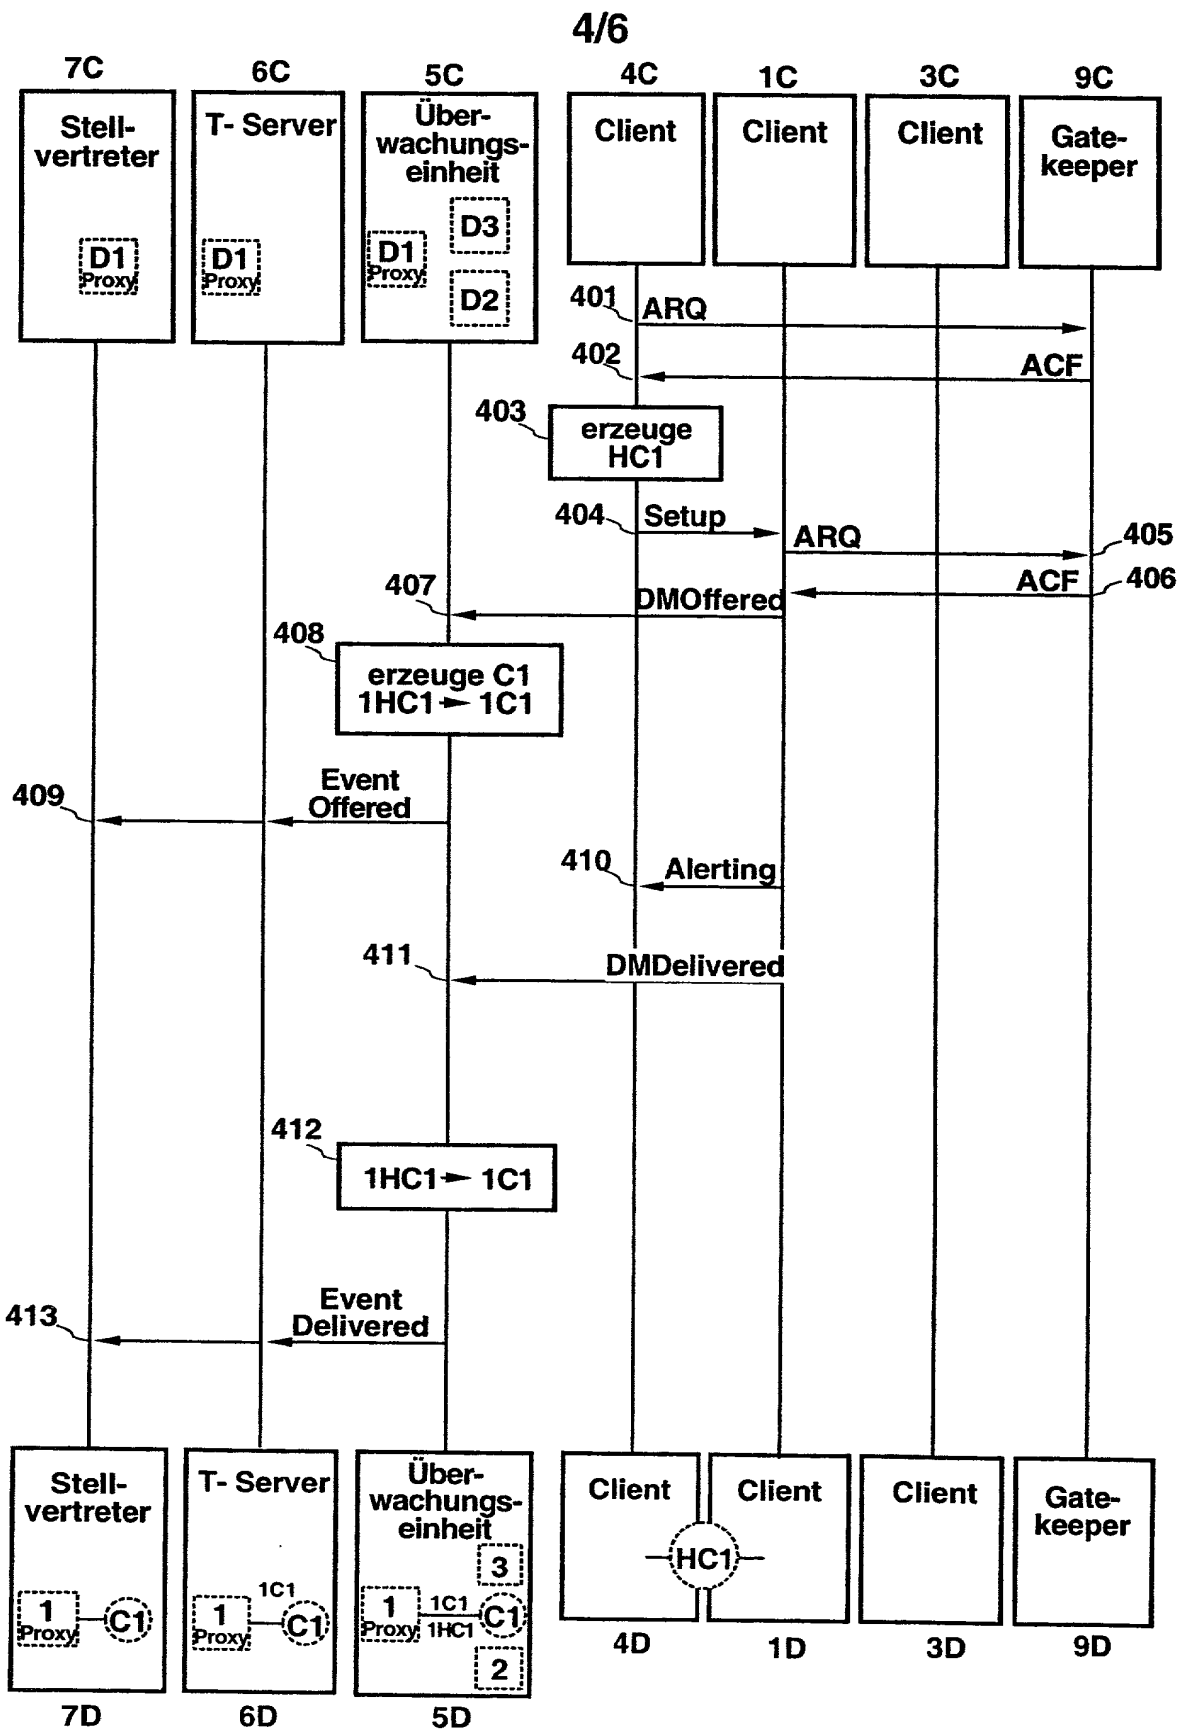 4/6
7C
6C
5C
4C
1C
3C
9C
Stell-
vertreter
D1
Proxy
T- Server
D1
Proxy
Über-
wachungs-
einheit
D3
D1
Proxy
D2
Client
Client
Client
Gate-
keeper
401
ARQ
402
ACF
403
erzeuge
HC1
404
Setup
ARQ
405
ACF
406
407
DMOffered
408
erzeuge C1
1HC1 → 1C1
409
Event
Offered
410
Alerting
411
DMDelivered
412
1HC1 → 1C1
413
Event
Delivered
Stell-
vertreter
1
Proxy
C1
T- Server
1C1
1
Proxy
C1
Über-
wachungs-
einheit
3
1
Proxy
1C1
1HC1
C1
2
Client
HC1
Client
Client
Gate-
keeper
7D
6D
5D
4D
1D
3D
9D